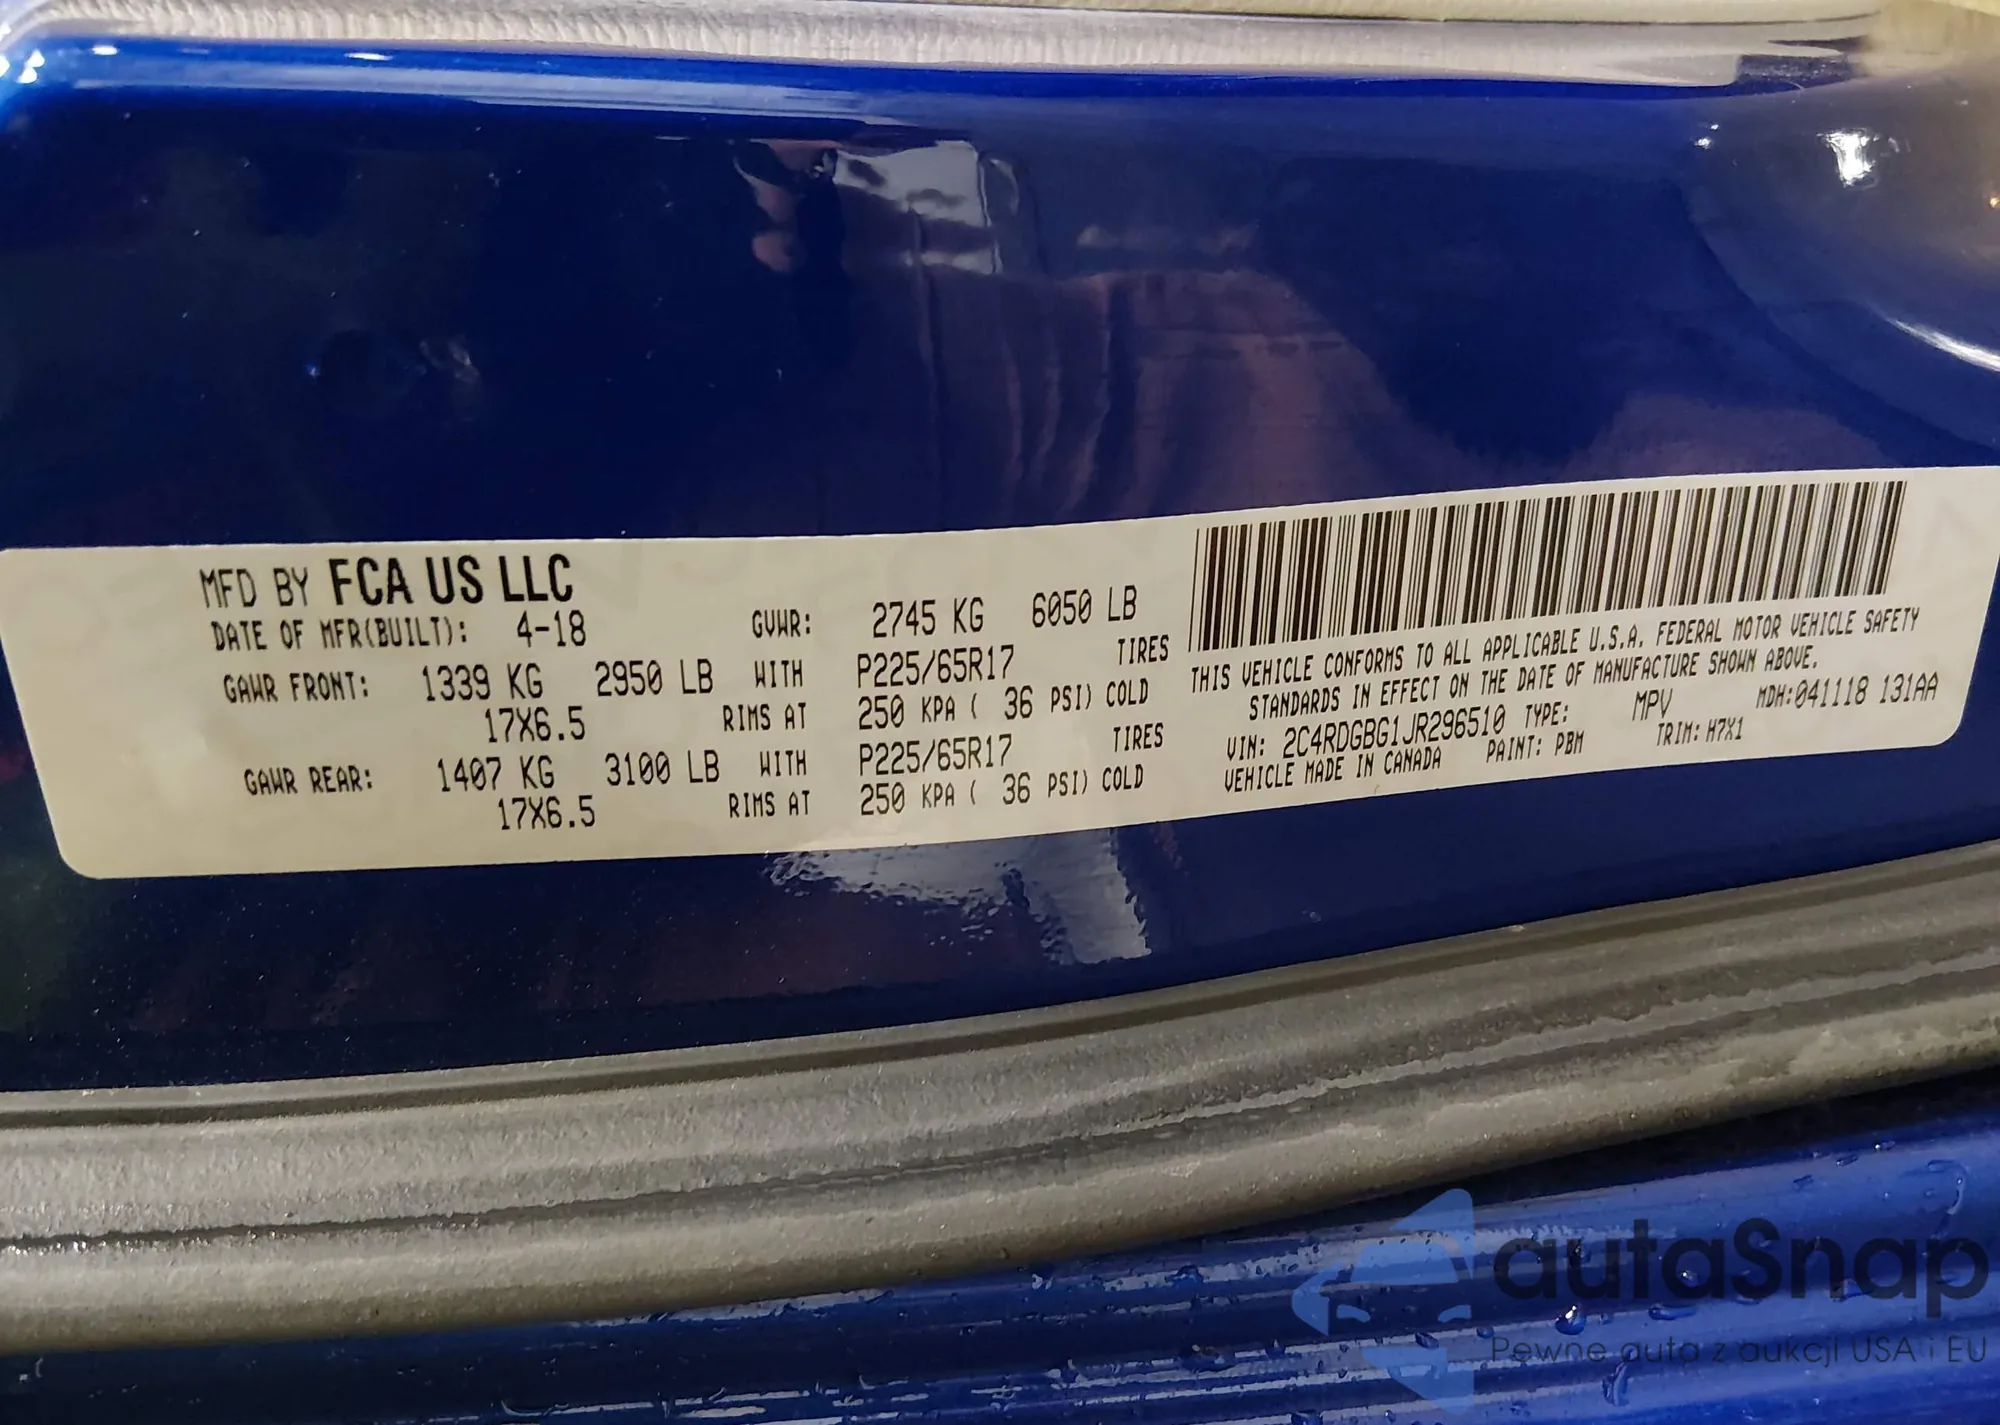 MFD BY FCA US LLC
DATE OF MFR(BUILT): 4-18 GVWR: 2745 KG 6050 LB
GAWR FRONT: 1339 KG 2950 LB WITH P225/65R17 TIRES
17X6.5 RIMS AT 250 KPA ( 36 PSI) COLD
GAWR REAR: 1407 KG 3100 LB WITH P225/65R17 TIRES
17X6.5 RIMS AT 250 KPA ( 36 PSI) COLD
THIS VEHICLE CONFORMS TO ALL APPLICABLE U.S.A. FEDERAL MOTOR VEHICLE SAFETY
STANDARDS IN EFFECT ON THE DATE OF MANUFACTURE SHOWN ABOVE.
VIN: 2C4RDGBG1JR296510 TYPE: MPV MDH:041118 131AA
VEHICLE MADE IN CANADA PAINT: PBM TRIM: H7X1
autaSnap
Pewne auta z aukcji USA i EU